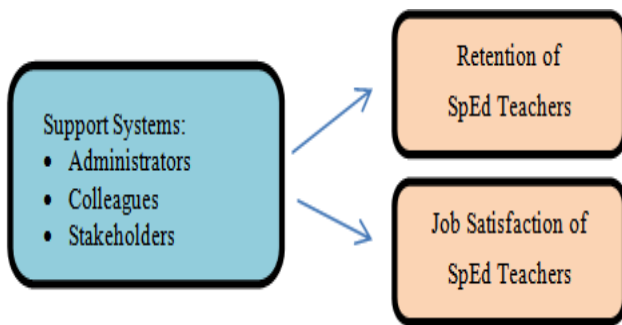 Support Systems:
• Administrators
• Colleagues
• Stakeholders
Retention of
SpEd Teachers
Job Satisfaction of
SpEd Teachers